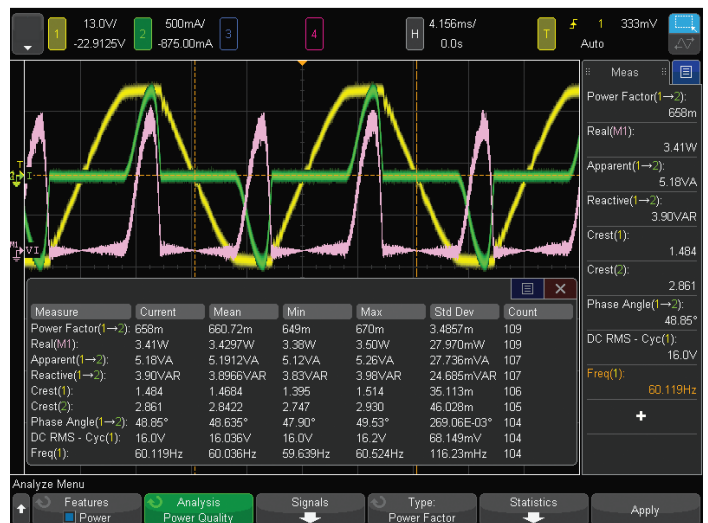 1 13.0V/ 2 500mA/ 3 4 H 4.156ms/ T 1 333mV
-22.9125V -875.00mA 0.0s Auto
Meas
Power Factor(1→2):
658m
Real(M1):
3.41W
Apparent(1→2):
5.18VA
Reactive(1→2):
3.90VAR
Crest(1):
1.484
Crest(2):
2.861
Phase Angle(1→2):
48.85°
DC RMS - Cyc(1):
16.0V
Freq(1):
60.119Hz
+
T
2 I
M1 VI
Measure Current Mean Min Max Std Dev Count
Power Factor(1→2): 658m 660.72m 649m 670m 3.4857m 109
Real(M1): 3.41W 3.4297W 3.38W 3.50W 27.970mW 109
Apparent(1→2): 5.18VA 5.1912VA 5.12VA 5.26VA 27.736mVA 107
Reactive(1→2): 3.90VAR 3.8966VAR 3.83VAR 3.98VAR 24.685mVAR 107
Crest(1): 1.484 1.4684 1.395 1.514 35.113m 106
Crest(2): 2.861 2.8422 2.747 2.930 46.028m 105
Phase Angle(1→2): 48.85° 48.635° 47.90° 49.53° 269.06E-03° 104
DC RMS - Cyc(1): 16.0V 16.036V 16.0V 16.2V 68.149mV 104
Freq(1): 60.119Hz 60.036Hz 59.639Hz 60.524Hz 116.23mHz 104
Analyze Menu
Features Analysis Signals Type: Statistics Apply
Power Power Quality Power Factor